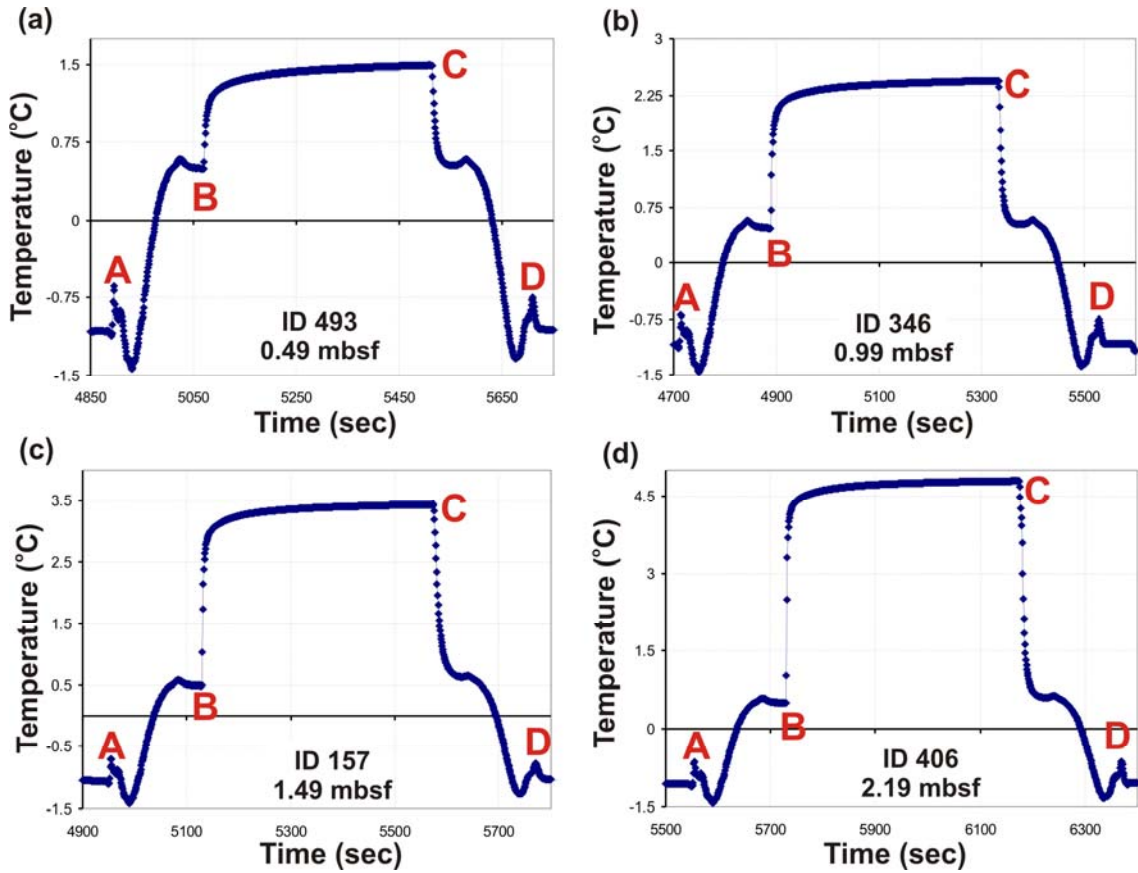 (a)
Temperature (°C)
1.5
0.75
0
-0.75
-1.5
A
B
C
D
ID 493
0.49 mbsf
4850 5050 5250 5450 5650
Time (sec)
(b)
Temperature (°C)
3
2.25
1.5
0.75
0
-0.75
-1.5
A
B
C
D
ID 346
0.99 mbsf
4700 4900 5100 5300 5500
Time (sec)
(c)
Temperature (°C)
3.5
2.5
1.5
0.5
-0.5
-1.5
A
B
C
D
ID 157
1.49 mbsf
4900 5100 5300 5500 5700
Time (sec)
(d)
Temperature (°C)
4.5
3
1.5
0
-1.5
A
B
C
D
ID 406
2.19 mbsf
5500 5700 5900 6100 6300
Time (sec)